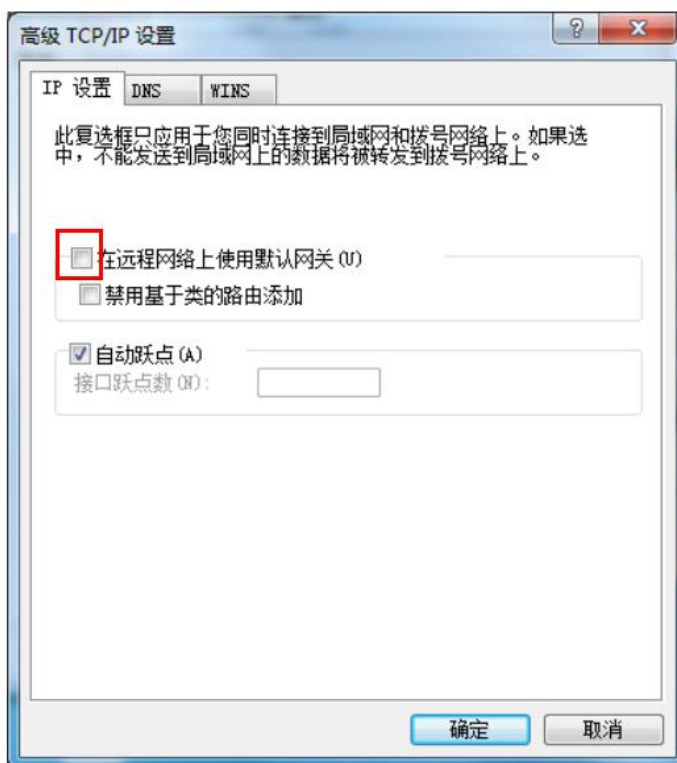 高级 TCP/IP 设置
IP 设置 DNS WINS
此复选框只应用于您同时连接到局域网和拨号网络上。如果选
中，不能发送到局域网上的数据将被转发到拨号网络上。
在远程网络上使用默认网关(U)
禁用基于类的路由添加
自动跃点(A)
接口跃点数(N):
确定 取消